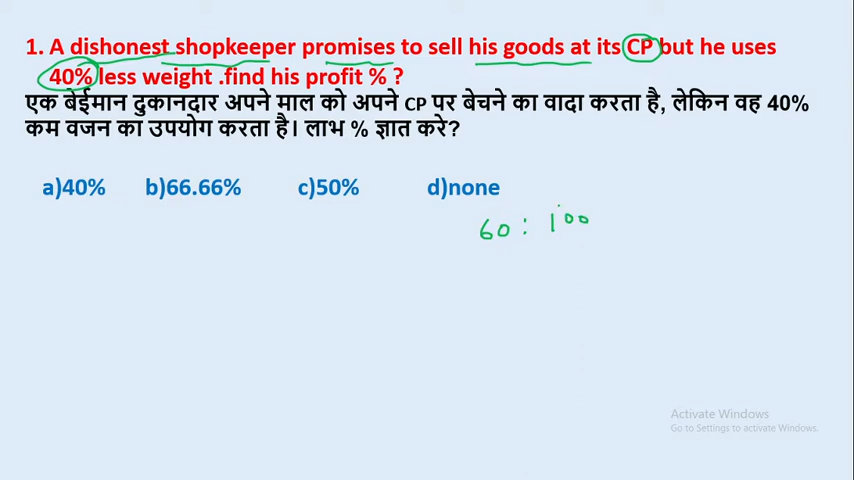 1. A dishonest shopkeeper promises to sell his goods at its CP but he uses
40% less weight .find his profit % ?
एक बेईमान दुकानदार अपने माल को अपने CP पर बेचने का वादा करता है, लेकिन वह 40%
कम वजन का उपयोग करता है। लाभ % ज्ञात करे?
a)40% b)66.66% c)50% d)none
60 : 100
Activate Windows
Go to Settings to activate Windows.